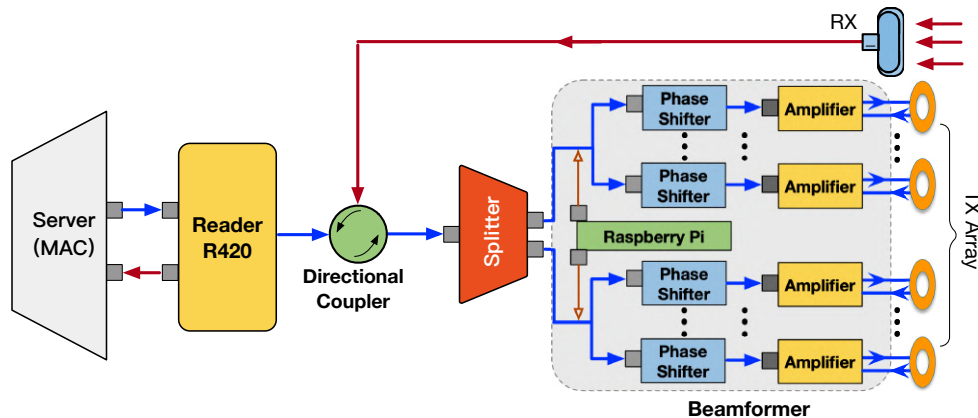 RX
Phase
Shifter
Amplifier
Phase
Shifter
Amplifier
Server
(MAC)
Reader
R420
Directional
Coupler
Splitter
Raspberry Pi
TX Array
Phase
Shifter
Amplifier
Phase
Shifter
Amplifier
Beamformer